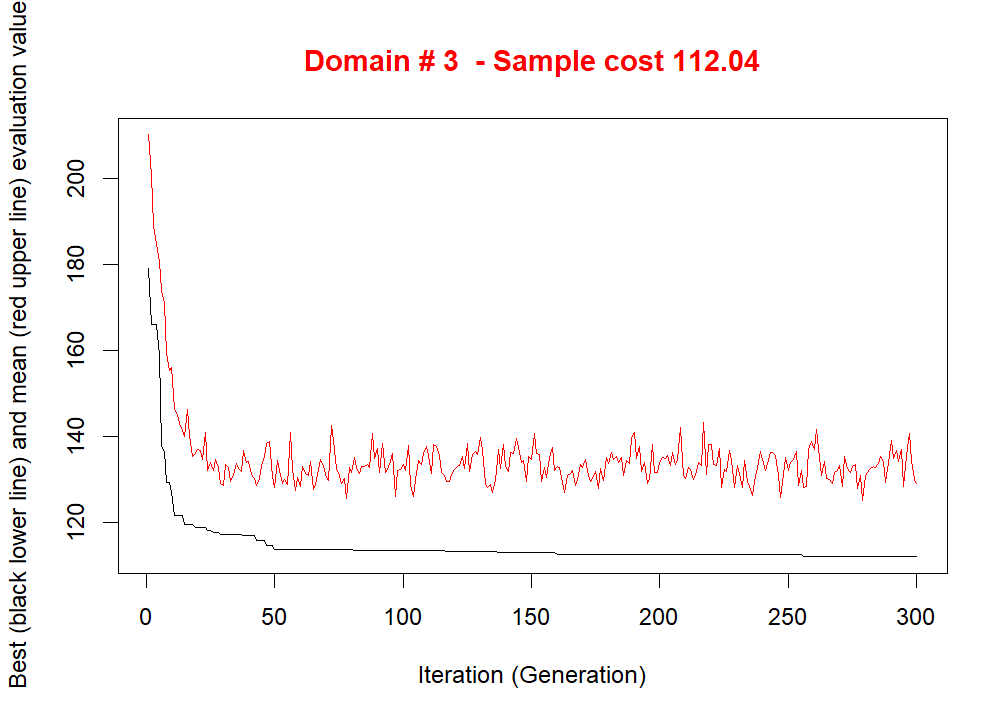 Domain # 3  - Sample cost 112.04
Best (black lower line) and mean (red upper line) evaluation value
200
180
160
140
120
0 50 100 150 200 250 300
Iteration (Generation)